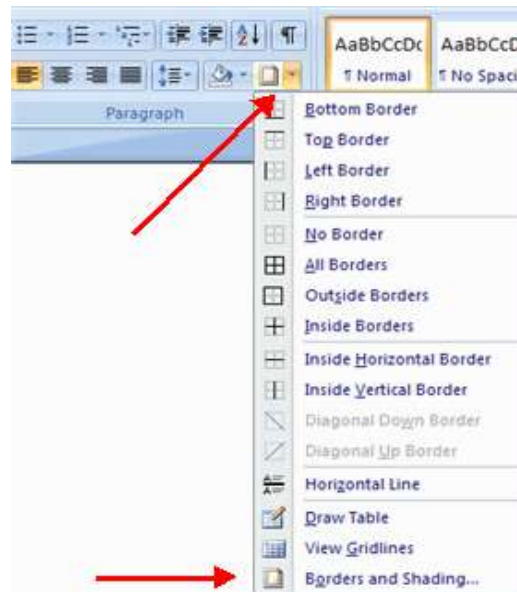 AaBbCcDc AaBbCcD
¶ Normal ¶ No Spaci
Paragraph
Bottom Border
Top Border
Left Border
Right Border
No Border
All Borders
Outside Borders
Inside Borders
Inside Horizontal Border
Inside Vertical Border
Diagonal Down Border
Diagonal Up Border
Horizontal Line
Draw Table
View Gridlines
Borders and Shading...